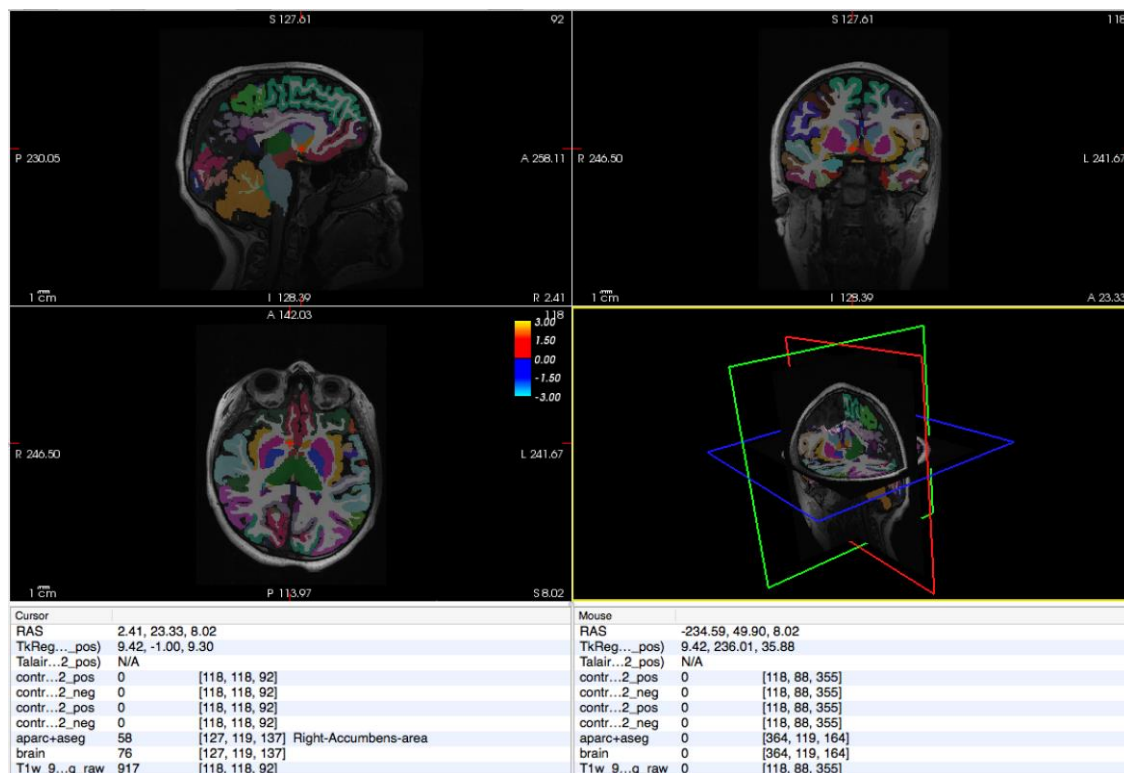 S 127.61 92
P 230.05 A 258.11
1 cm I 128.39 R 2.41
S 127.61 118
R 246.50 L 241.67
1 cm I 128.39 A 23.33
A 142.03 118
3.00
1.50
0.00
-1.50
-3.00
R 246.50 L 241.67
1 cm P 113.97 S 8.02
Cursor
RAS 2.41, 23.33, 8.02
TkReg..._pos) 9.42, -1.00, 9.30
Talair...2_pos) N/A
contr...2_pos 0 [118, 118, 92]
contr...2_neg 0 [118, 118, 92]
contr...2_pos 0 [118, 118, 92]
contr...2_neg 0 [118, 118, 92]
aparc+aseg 58 [127, 119, 137] Right-Accumbens-area
brain 76 [127, 119, 137]
T1w_9...g_raw 917 [118, 118, 92]
Mouse
RAS -234.59, 49.90, 8.02
TkReg..._pos) 9.42, 236.01, 35.88
Talair...2_pos) N/A
contr...2_pos 0 [118, 88, 355]
contr...2_neg 0 [118, 88, 355]
contr...2_pos 0 [118, 88, 355]
contr...2_neg 0 [118, 88, 355]
aparc+aseg 0 [364, 119, 164]
brain 0 [364, 119, 164]
T1w_9...g_raw 0 [118, 88, 355]